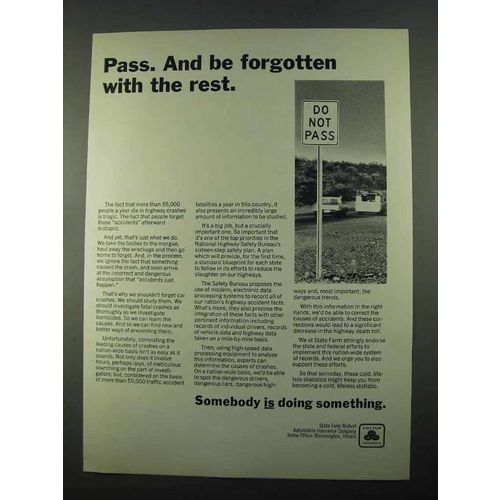 Pass. And be forgotten
with the rest.
DO
NOT
PASS
The fact that more than 55,000
people a year die in highway crashes
is tragic. The fact that people forget
those "accidents" afterward
is stupid.
And yet, that's just what we do.
We take the bodies to the morgue,
haul away the wreckage and then go
home to forget. And, in the process,
we ignore the fact that something
caused the crash, and soon arrive
at the incorrect and dangerous
assumption that "accidents just
happen."
That's why we shouldn't forget car
crashes. We should study them. We
should investigate fatal crashes as
thoroughly as we investigate
homicides. So we can learn the
causes. And so we can find new and
better ways of preventing them.
Unfortunately, correlating the
leading causes of crashes on a
nation-wide basis isn't as easy as it
sounds. Not only does it involve
hours, perhaps days, of meticulous
searching on the part of investi-
gators; but, considered on the basis
of more than 55,000 traffic accident
fatalities a year in this country, it
also presents an incredibly large
amount of information to be studied.
It's a big job, but a crucially
important one. So important that
it's one of the top priorities in the
National Highway Safety Bureau's
sixteen-step safety plan. A plan
which will provide, for the first time,
a standard blueprint for each state
to follow in its efforts to reduce the
slaughter on our highways.
The Safety Bureau proposes the
use of modern, electronic data
processing systems to record all of
our nation's highway accident facts.
What's more, they also propose the
integration of these facts with other
pertinent information including
records of individual drivers, records
of vehicle data and highway data
taken on a mile-by-mile basis.
Then, using high-speed data
processing equipment to analyze
this information, experts can
determine the causes of crashes.
On a nation-wide basis, we'd be able
to spot the dangerous drivers,
dangerous cars, dangerous high-
ways and, most important, the
dangerous trends.
With this information in the right
hands, we'd be able to correct the
causes of accidents. And these cor-
rections would lead to a significant
decrease in the highway death toll.
We at State Farm strongly endorse
the state and federal efforts to
implement this nation-wide system
of records. And we urge you to also
support these efforts.
So that someday, these cold, life-
less statistics might keep you from
becoming a cold, lifeless statistic.
Somebody is doing something.
State Farm Mutual
Automobile Insurance Company
Home Office: Bloomington, Illinois
STATE FARM
INSURANCE